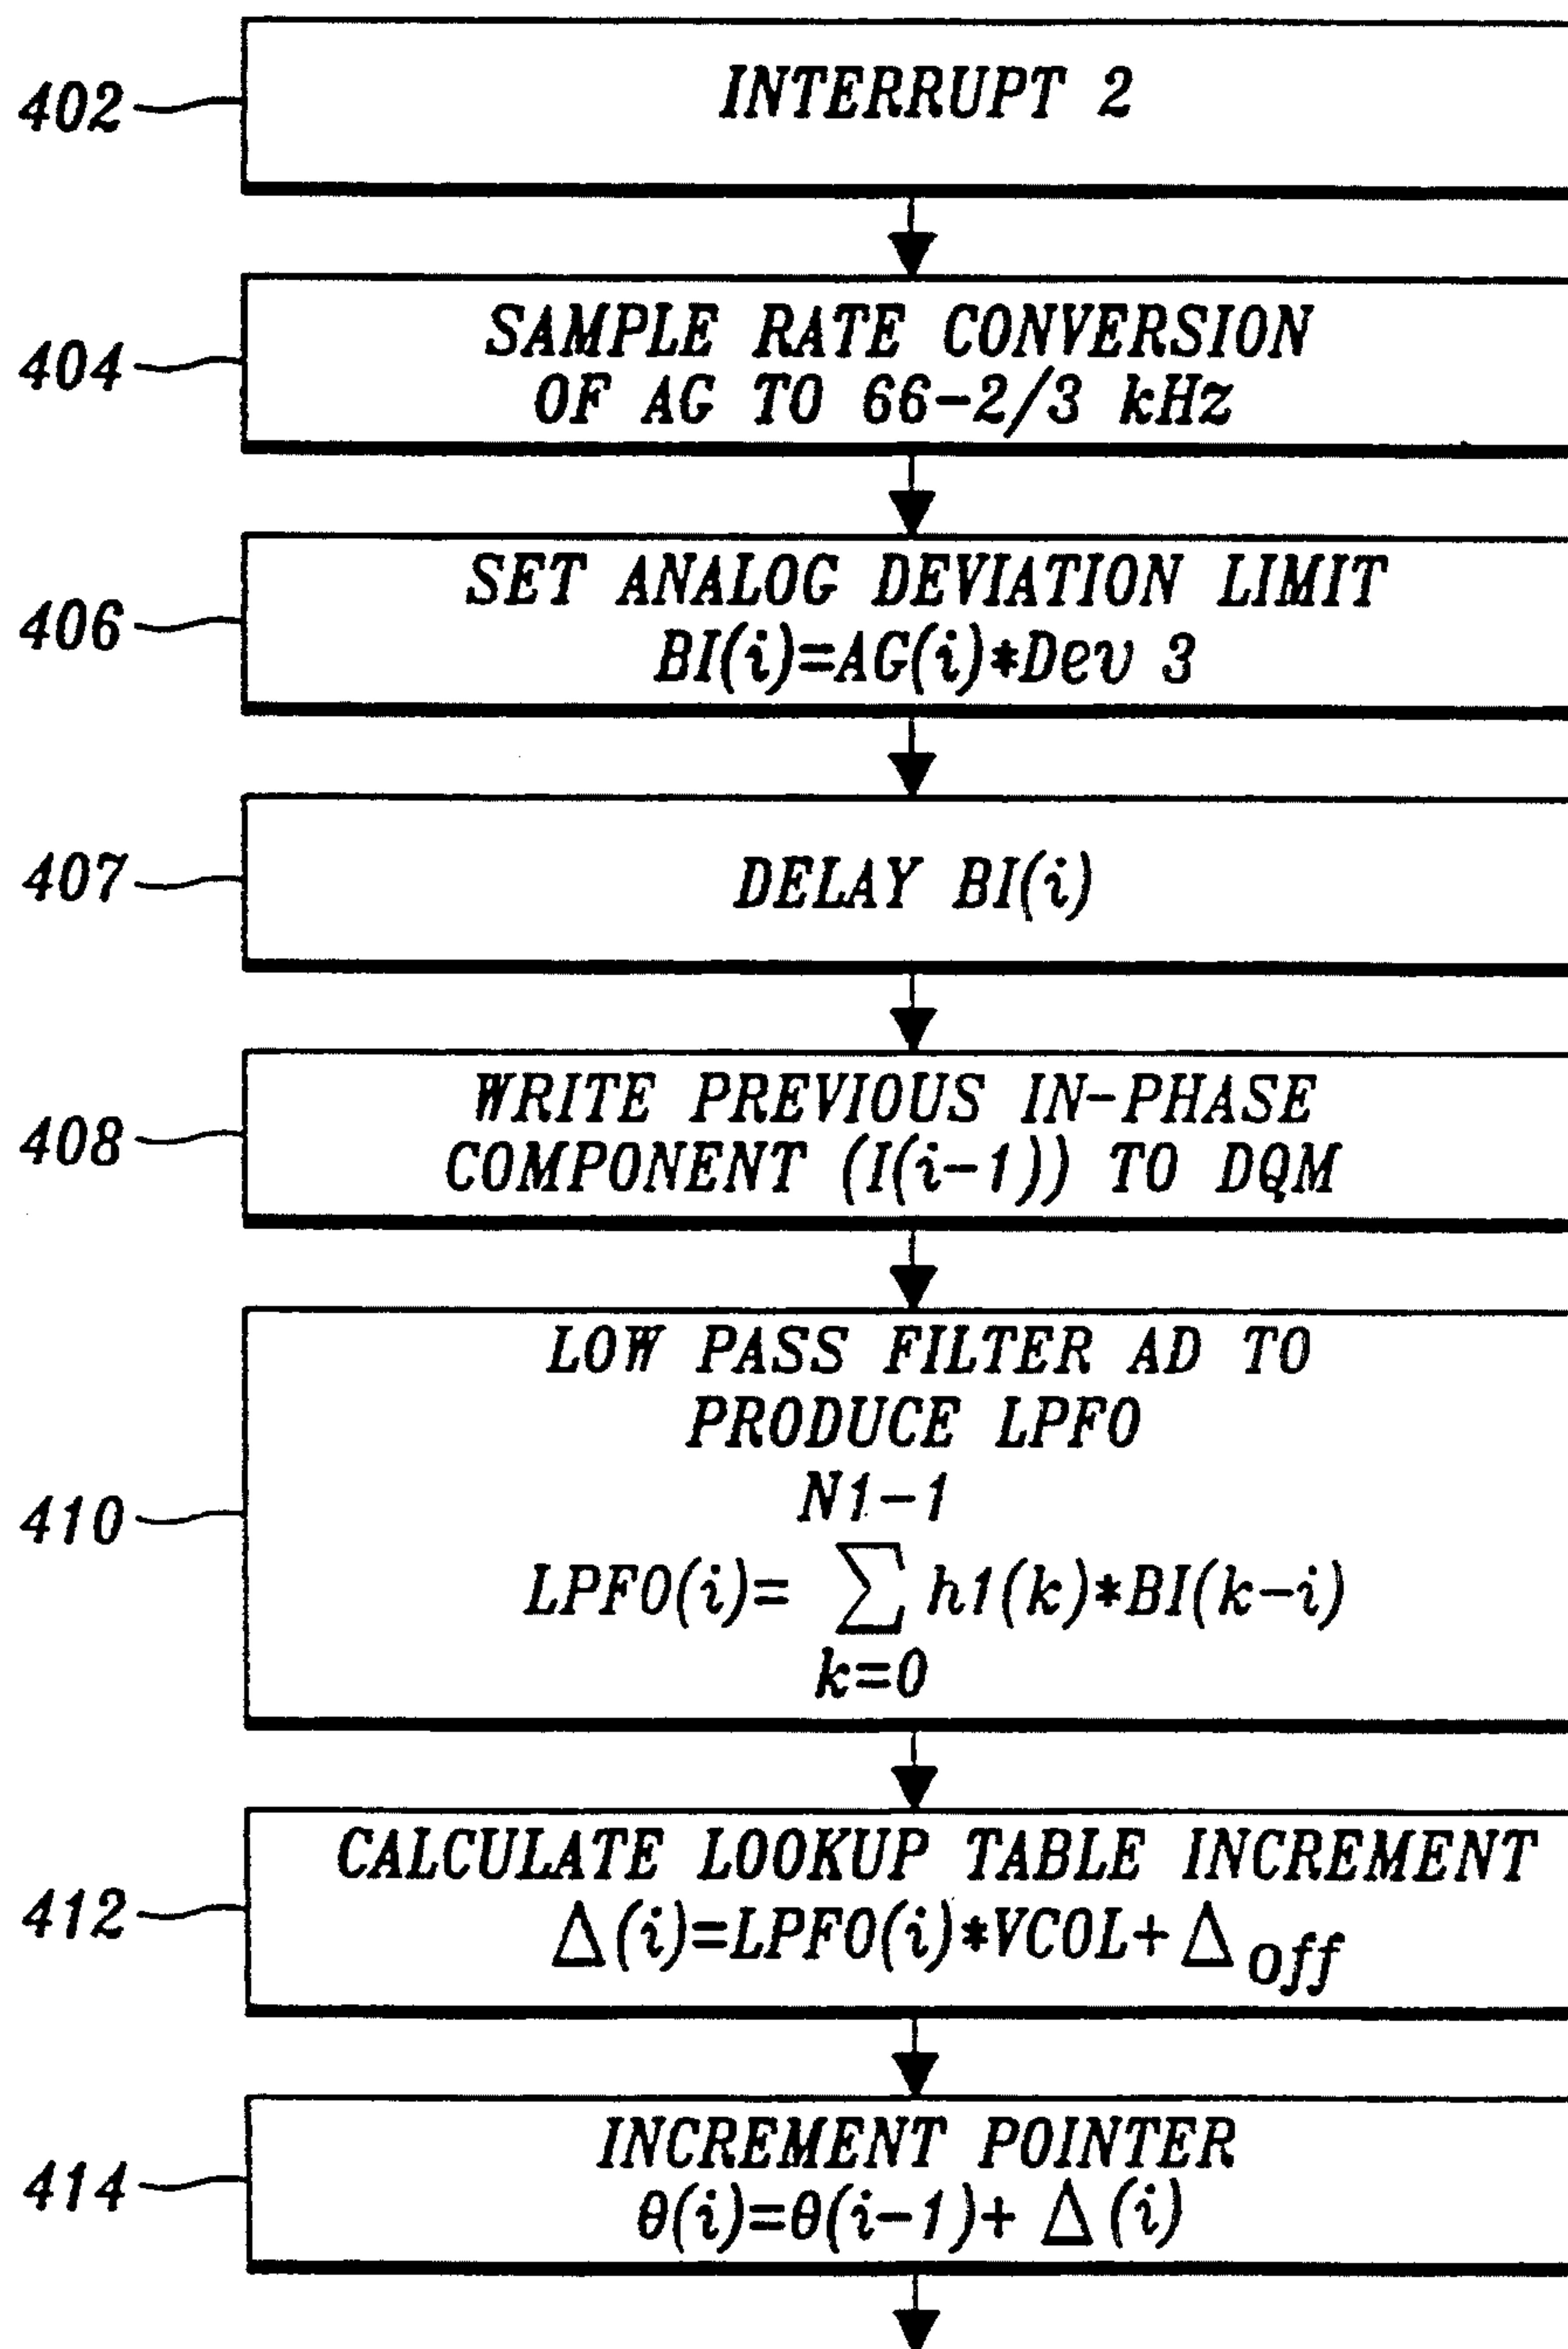 402
INTERRUPT 2
404
SAMPLE RATE CONVERSION
OF AG TO 66-2/3 kHz
406
SET ANALOG DEVIATION LIMIT
BI(i)=AG(i)*Dev 3
407
DELAY BI(i)
408
WRITE PREVIOUS IN-PHASE
COMPONENT (I(i-1)) TO DQM
410
LOW PASS FILTER AD TO
PRODUCE LPFO
N1-1
LPFO(i)= ∑ h1(k)*BI(k-i)
k=0
412
CALCULATE LOOKUP TABLE INCREMENT
Δ(i)=LPFO(i)*VCOL+Δoff
414
INCREMENT POINTER
θ(i)=θ(i-1)+ Δ(i)